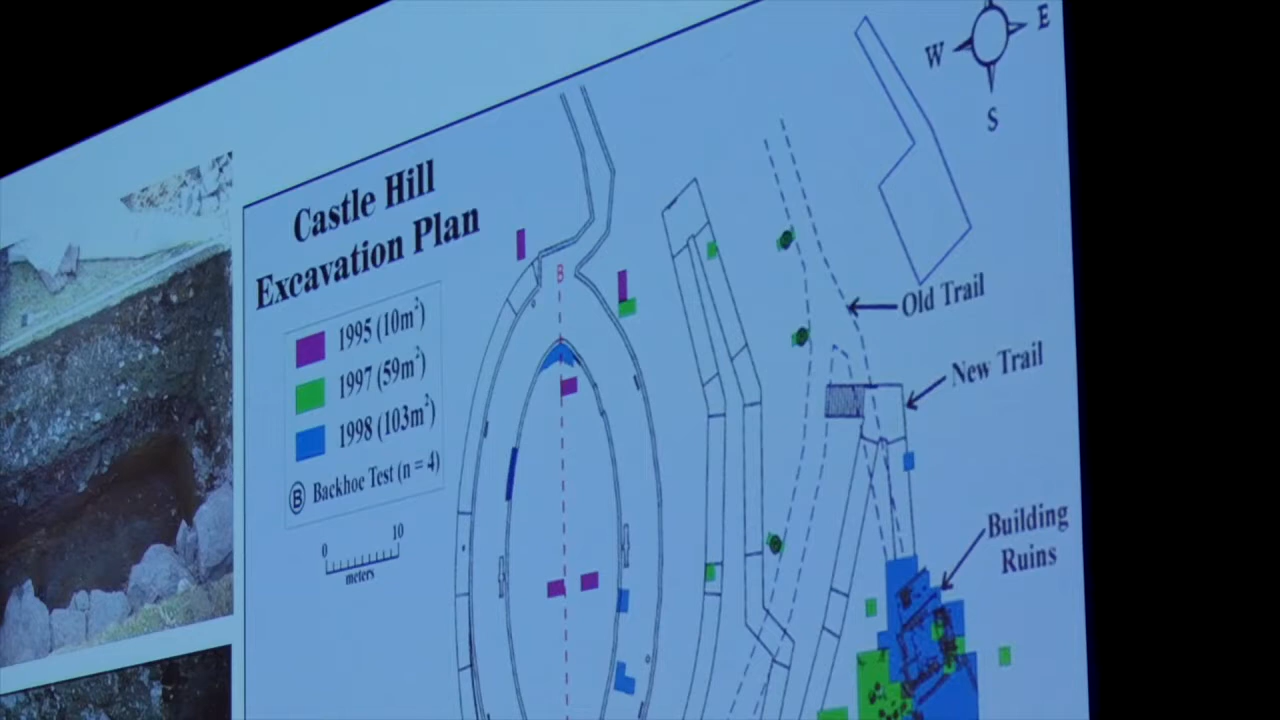 Castle Hill
Excavation Plan
1995 (10m²)
1997 (59m²)
1998 (103m²)
B Backhoe Test (n = 4)
0 10
meters
B
E
W
S
Old Trail
New Trail
Building
Ruins